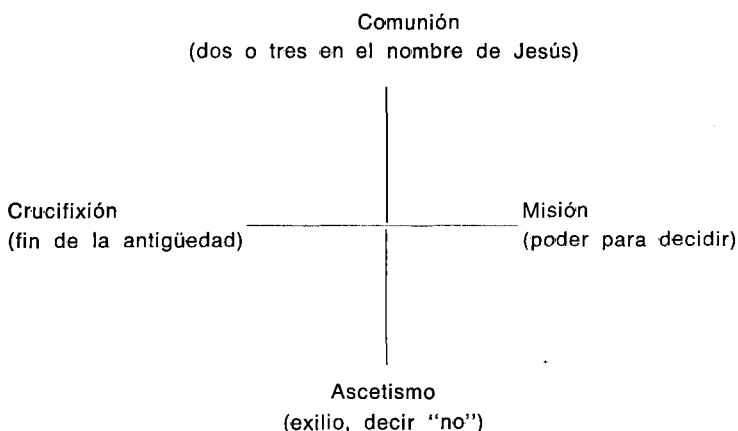 Comunión
(dos o tres en el nombre de Jesús)
Crucifixión
(fin de la antigüedad)
Misión
(poder para decidir)
Ascetismo
(exilio, decir "no")